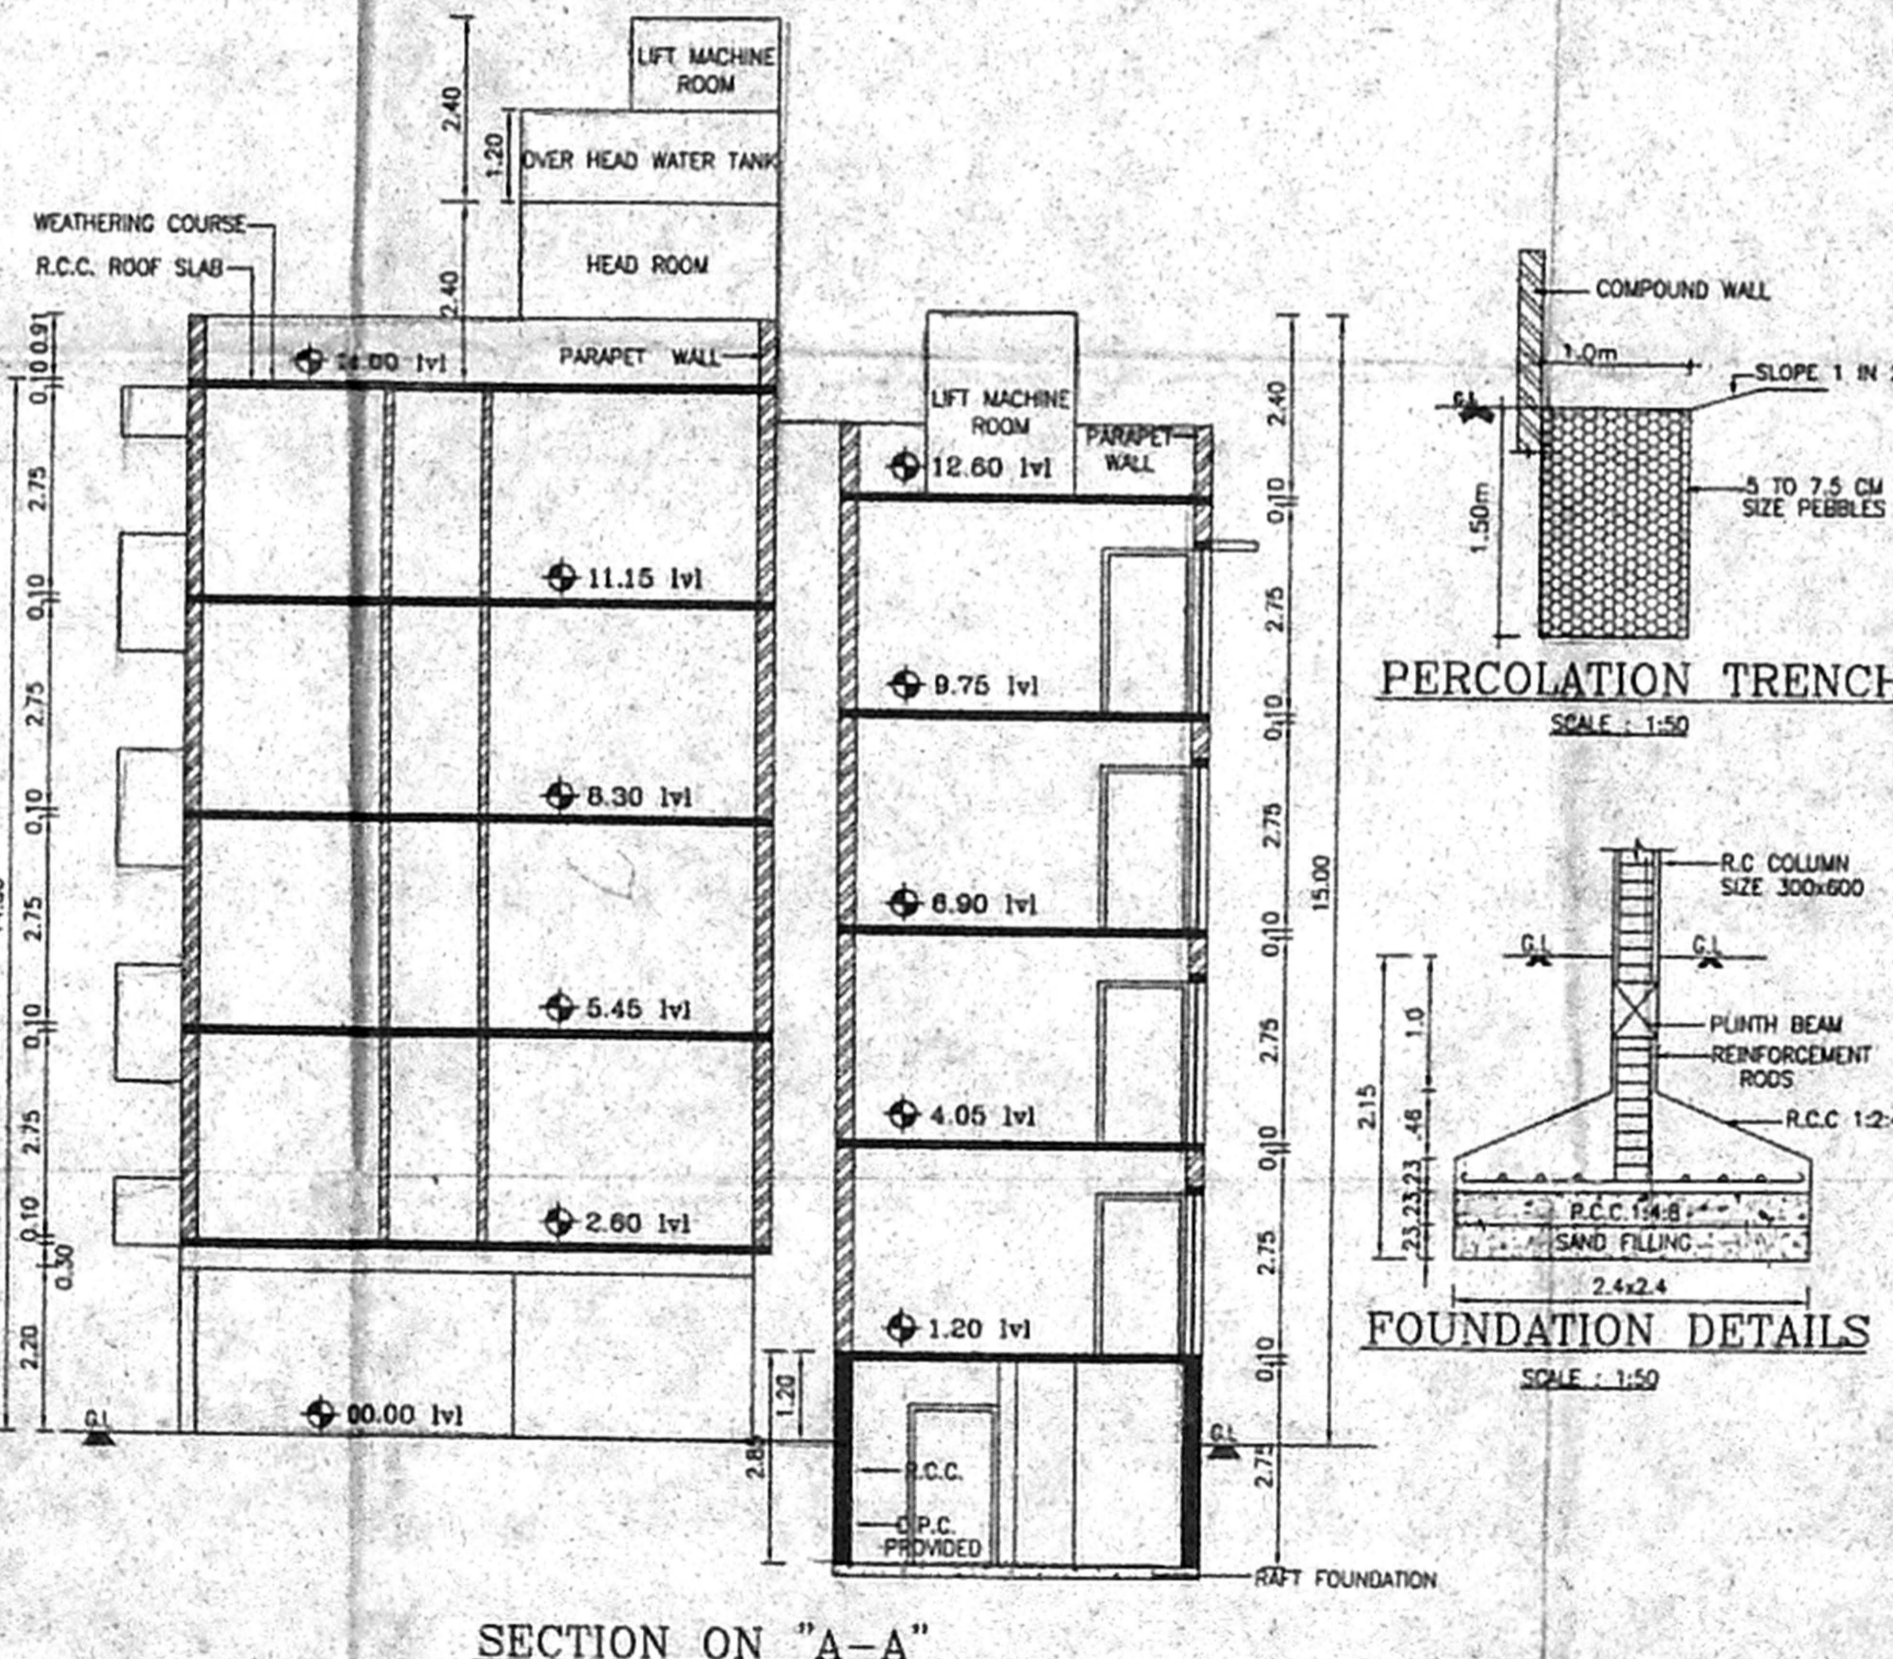 LIFT MACHINE
ROOM
2.40
1.20
OVER HEAD WATER TANK
WEATHERING COURSE
R.C.C. ROOF SLAB
HEAD ROOM
2.40
0.91
0.10
PARAPET WALL
2.75
11.15 lvl
0.10
2.75
8.30 lvl
0.10
2.75
5.45 lvl
0.10
2.75
2.60 lvl
0.10
0.30
2.20
00.00 lvl
G.L
LIFT MACHINE
ROOM
PARAPET
WALL
12.60 lvl
2.40
0.10
9.75 lvl
2.75
0.10
6.90 lvl
2.75
0.10
15.00
4.05 lvl
2.75
0.10
1.20 lvl
2.75
0.10
1.20
2.85
R.C.C.
D.P.C.
PROVIDED
G.L
2.75
RAFT FOUNDATION
SECTION ON "A-A"
COMPOUND WALL
1.0m
SLOPE 1 IN
G.L
1.50m
5 TO 7.5 CM
SIZE PEBBLES
PERCOLATION TRENCH
SCALE : 1:50
R.C COLUMN
SIZE 300x600
G.L
G.L
1.0
PLINTH BEAM
REINFORCEMENT
RODS
2.15
.46
R.C.C 1:2:
.23
.23
P.C.C.1:4:8
.23
SAND FILLING
2.4x2.4
FOUNDATION DETAILS
SCALE : 1:50